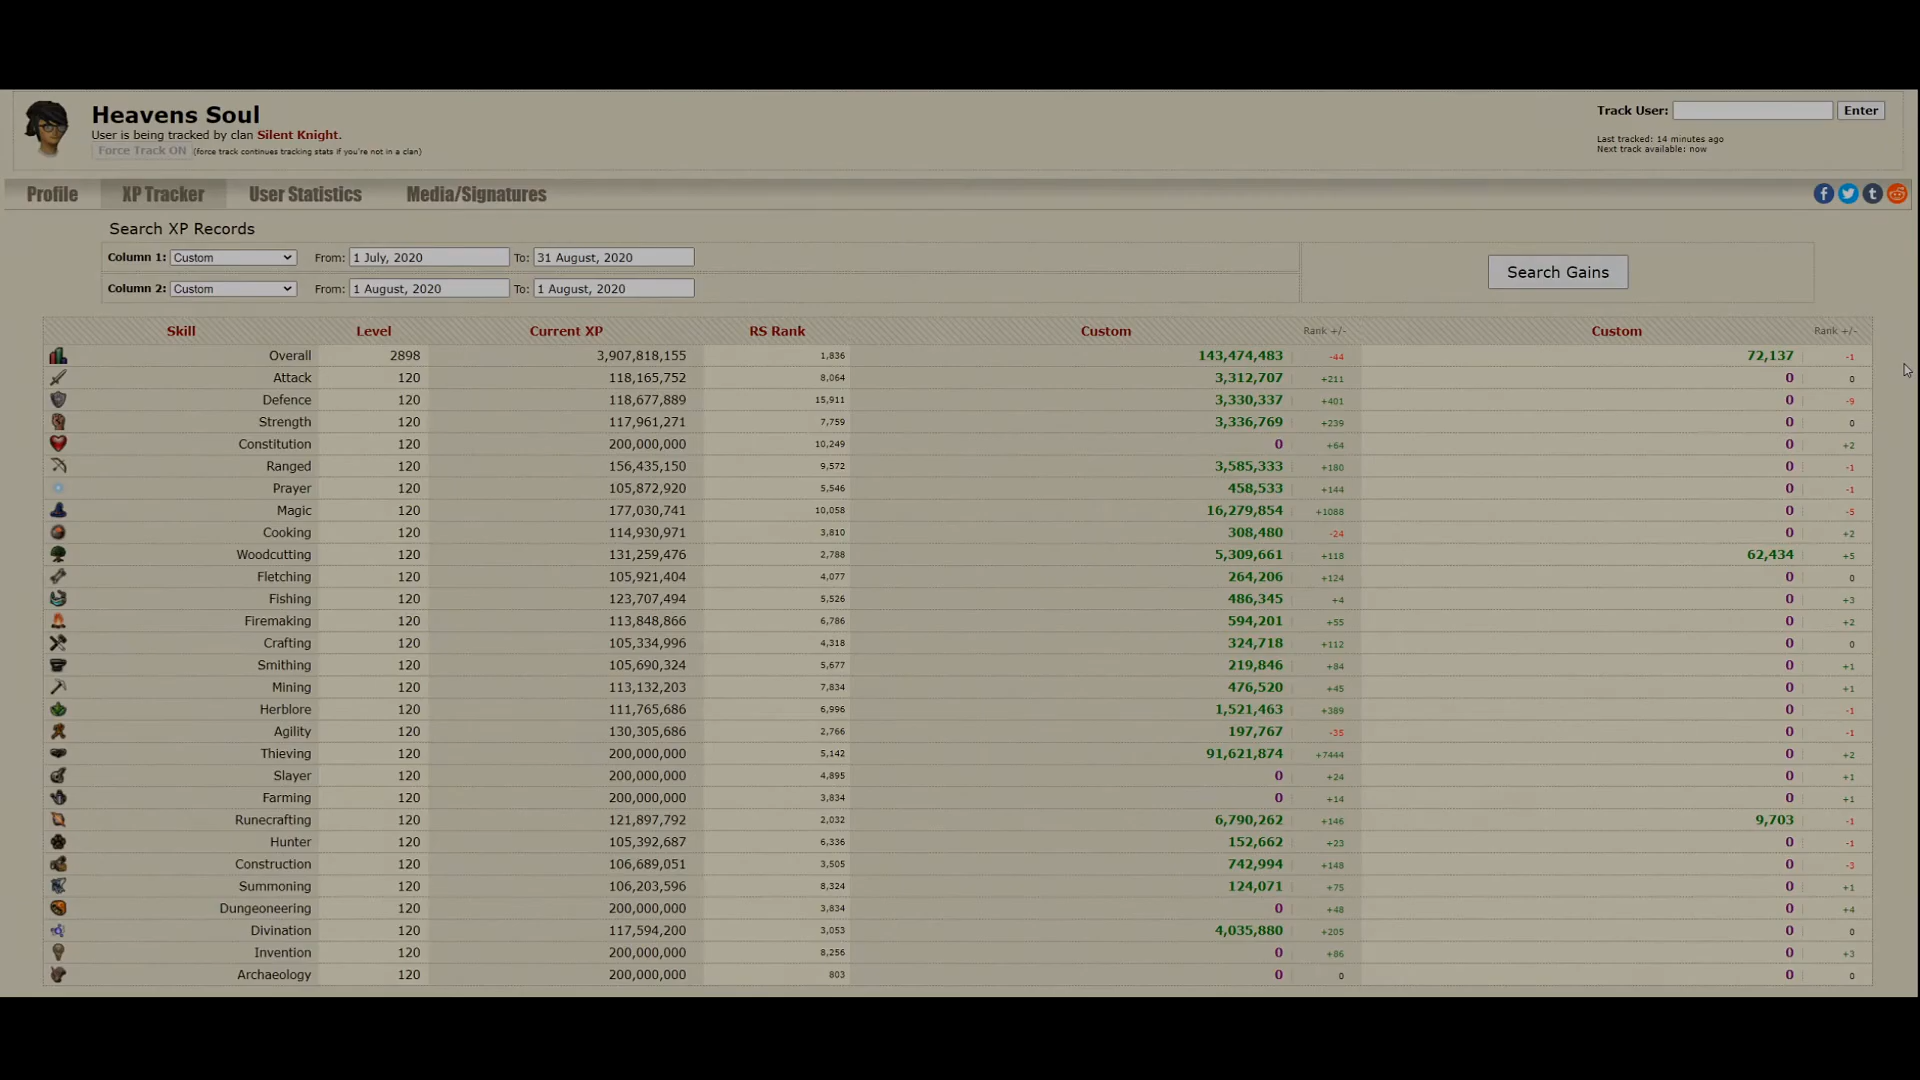 Heavens Soul
User is being tracked by clan Silent Knight.
Force Track ON (force track continues tracking stats if you're not in a clan)
Track User: Enter
Last tracked: 14 minutes ago
Next track available: now
Profile XP Tracker User Statistics Media/Signatures
Search XP Records
Column 1: Custom From: 1 July, 2020 To: 31 August, 2020
Column 2: Custom From: 1 August, 2020 To: 1 August, 2020
Search Gains
Skill Level Current XP RS Rank Custom Rank +/- Custom Rank +/-
Overall 2898 3,907,818,155 1,836 143,474,483 -44 72,137 -1
Attack 120 118,165,752 8,064 3,312,707 +211 0 0
Defence 120 118,677,889 15,911 3,330,337 +401 0 -9
Strength 120 117,961,271 7,759 3,336,769 +239 0 0
Constitution 120 200,000,000 10,249 0 +64 0 +2
Ranged 120 156,435,150 9,572 3,585,333 +180 0 -1
Prayer 120 105,872,920 5,546 458,533 +144 0 -1
Magic 120 177,030,741 10,058 16,279,854 +1088 0 -5
Cooking 120 114,930,971 3,810 308,480 -24 0 +2
Woodcutting 120 131,259,476 2,788 5,309,661 +118 62,434 +5
Fletching 120 105,921,404 4,077 264,206 +124 0 0
Fishing 120 123,707,494 5,526 486,345 +4 0 +3
Firemaking 120 113,848,866 6,786 594,201 +55 0 +2
Crafting 120 105,334,996 4,318 324,718 +112 0 0
Smithing 120 105,690,324 5,677 219,846 +84 0 +1
Mining 120 113,132,203 7,834 476,520 +45 0 +1
Herblore 120 111,765,686 6,996 1,521,463 +389 0 -1
Agility 120 130,305,686 2,766 197,767 -35 0 -1
Thieving 120 200,000,000 5,142 91,621,874 +7444 0 +2
Slayer 120 200,000,000 4,895 0 +24 0 +1
Farming 120 200,000,000 3,834 0 +14 0 +1
Runecrafting 120 121,897,792 2,032 6,790,262 +146 9,703 -1
Hunter 120 105,392,687 6,336 152,662 +23 0 -1
Construction 120 106,689,051 3,505 742,994 +148 0 -3
Summoning 120 106,203,596 8,324 124,071 +75 0 +1
Dungeoneering 120 200,000,000 3,834 0 +48 0 +4
Divination 120 117,594,200 3,053 4,035,880 +205 0 0
Invention 120 200,000,000 8,256 0 +86 0 +3
Archaeology 120 200,000,000 803 0 0 0 0